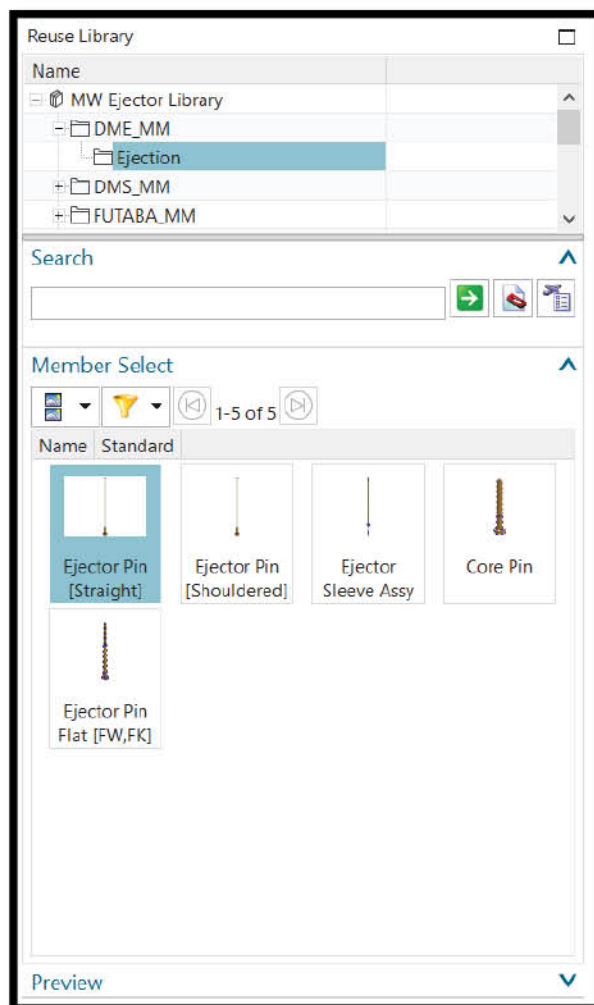 Reuse Library
Name
MW Ejector Library
DME_MM
Ejection
DMS_MM
FUTABA_MM
Search
Member Select
1-5 of 5
Name Standard
Ejector Pin
[Straight]
Ejector Pin
[Shouldered]
Ejector
Sleeve Assy
Core Pin
Ejector Pin
Flat [FW,FK]
Preview